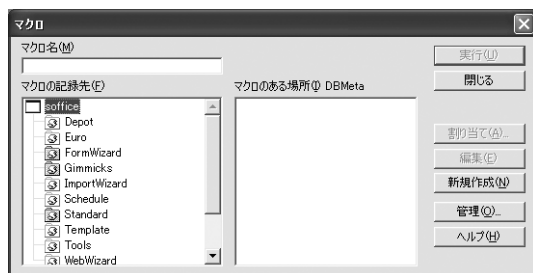 マクロ
マクロ名(M)
マクロの記録先(F)
soffice
Depot
Euro
FormWizard
Gimmicks
ImportWizard
Schedule
Standard
Template
Tools
WebWizard
マクロのある場所(I) DBMeta
実行(U)
閉じる
割り当て(A)...
編集(E)
新規作成(N)
管理(O)...
ヘルプ(H)